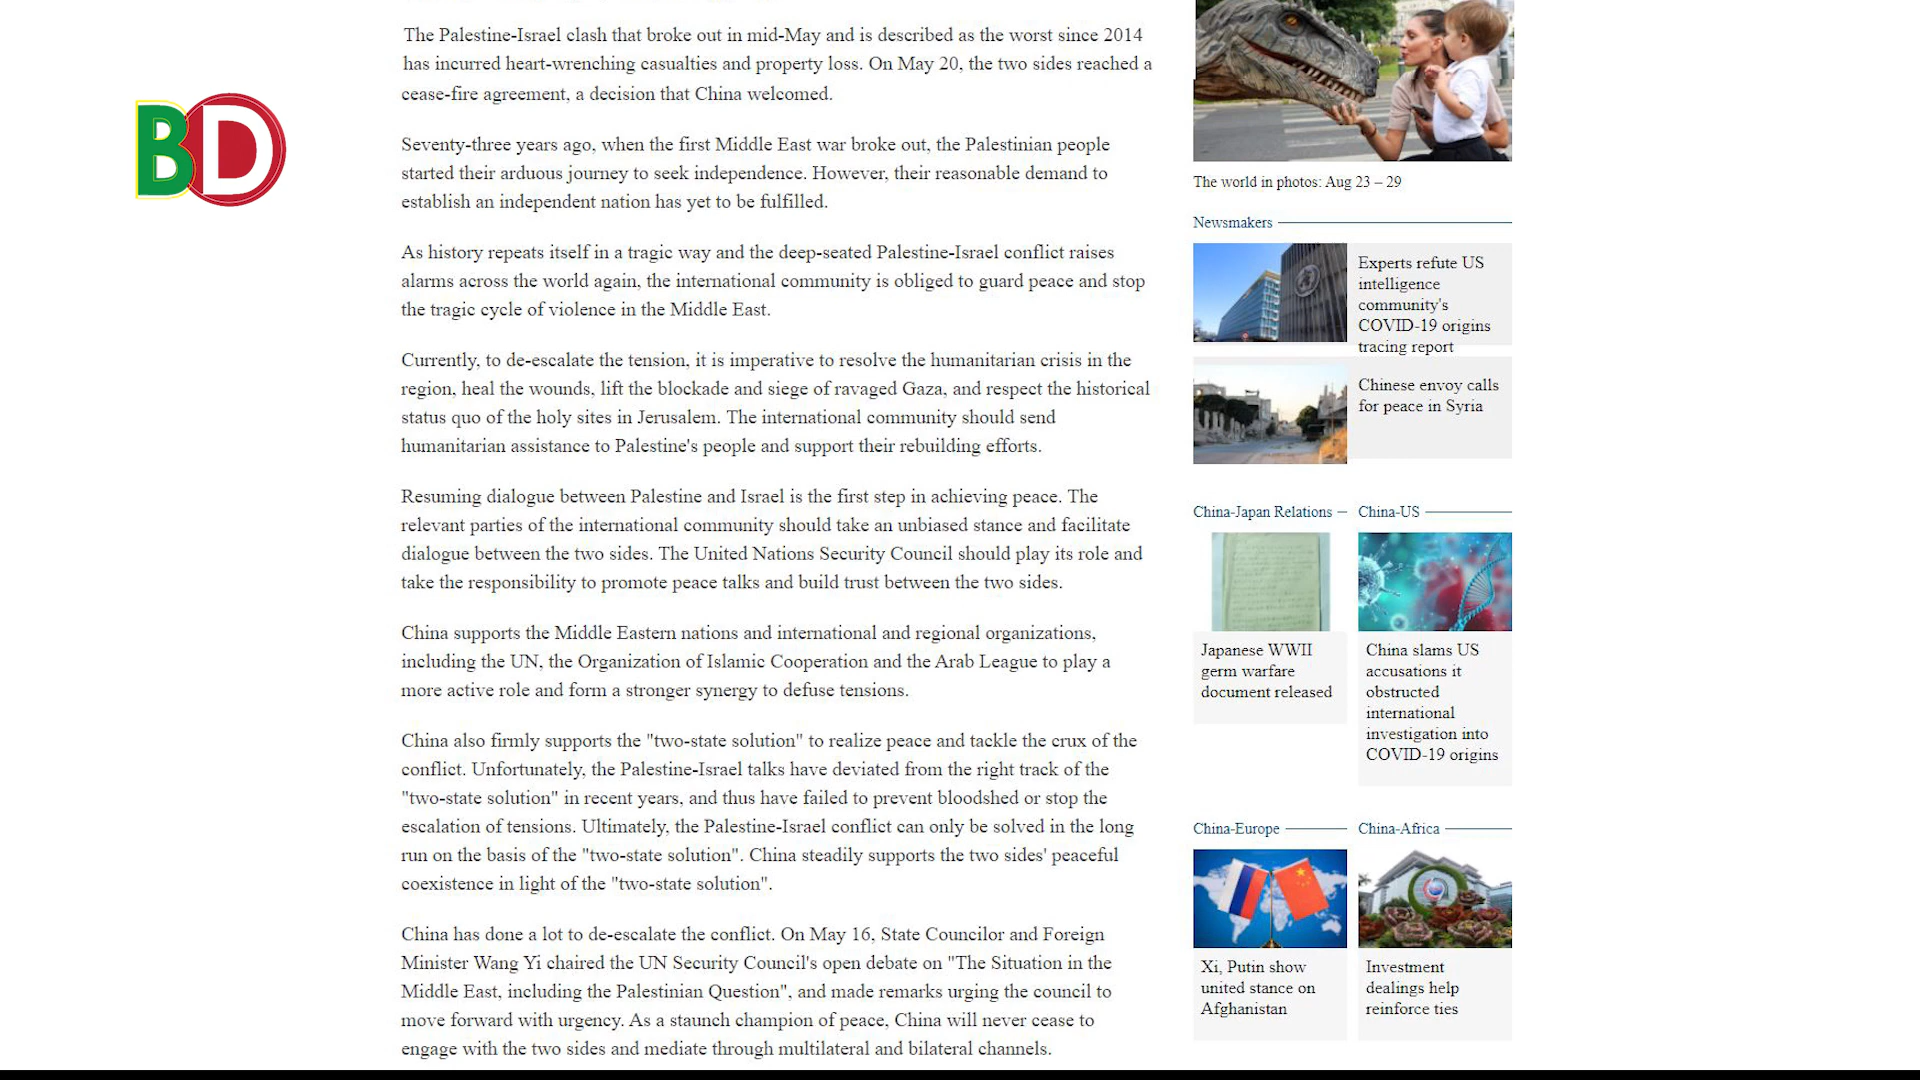 The Palestine-Israel clash that broke out in mid-May and is described as the worst since 2014
has incurred heart-wrenching casualties and property loss. On May 20, the two sides reached a
cease-fire agreement, a decision that China welcomed.
Seventy-three years ago, when the first Middle East war broke out, the Palestinian people
started their arduous journey to seek independence. However, their reasonable demand to
establish an independent nation has yet to be fulfilled.
As history repeats itself in a tragic way and the deep-seated Palestine-Israel conflict raises
alarms across the world again, the international community is obliged to guard peace and stop
the tragic cycle of violence in the Middle East.
Currently, to de-escalate the tension, it is imperative to resolve the humanitarian crisis in the
region, heal the wounds, lift the blockade and siege of ravaged Gaza, and respect the historical
status quo of the holy sites in Jerusalem. The international community should send
humanitarian assistance to Palestine's people and support their rebuilding efforts.
Resuming dialogue between Palestine and Israel is the first step in achieving peace. The
relevant parties of the international community should take an unbiased stance and facilitate
dialogue between the two sides. The United Nations Security Council should play its role and
take the responsibility to promote peace talks and build trust between the two sides.
China supports the Middle Eastern nations and international and regional organizations,
including the UN, the Organization of Islamic Cooperation and the Arab League to play a
more active role and form a stronger synergy to defuse tensions.
China also firmly supports the "two-state solution" to realize peace and tackle the crux of the
conflict. Unfortunately, the Palestine-Israel talks have deviated from the right track of the
"two-state solution" in recent years, and thus have failed to prevent bloodshed or stop the
escalation of tensions. Ultimately, the Palestine-Israel conflict can only be solved in the long
run on the basis of the "two-state solution". China steadily supports the two sides' peaceful
coexistence in light of the "two-state solution".
China has done a lot to de-escalate the conflict. On May 16, State Councilor and Foreign
Minister Wang Yi chaired the UN Security Council's open debate on "The Situation in the
Middle East, including the Palestinian Question", and made remarks urging the council to
move forward with urgency. As a staunch champion of peace, China will never cease to
engage with the two sides and mediate through multilateral and bilateral channels.
BD
The world in photos: Aug 23 – 29
Newsmakers
Experts refute US
intelligence
community's
COVID-19 origins
tracing report
Chinese envoy calls
for peace in Syria
China-Japan Relations
Japanese WWII
germ warfare
document released
China-US
China slams US
accusations it
obstructed
international
investigation into
COVID-19 origins
China-Europe
Xi, Putin show
united stance on
Afghanistan
China-Africa
Investment
dealings help
reinforce ties